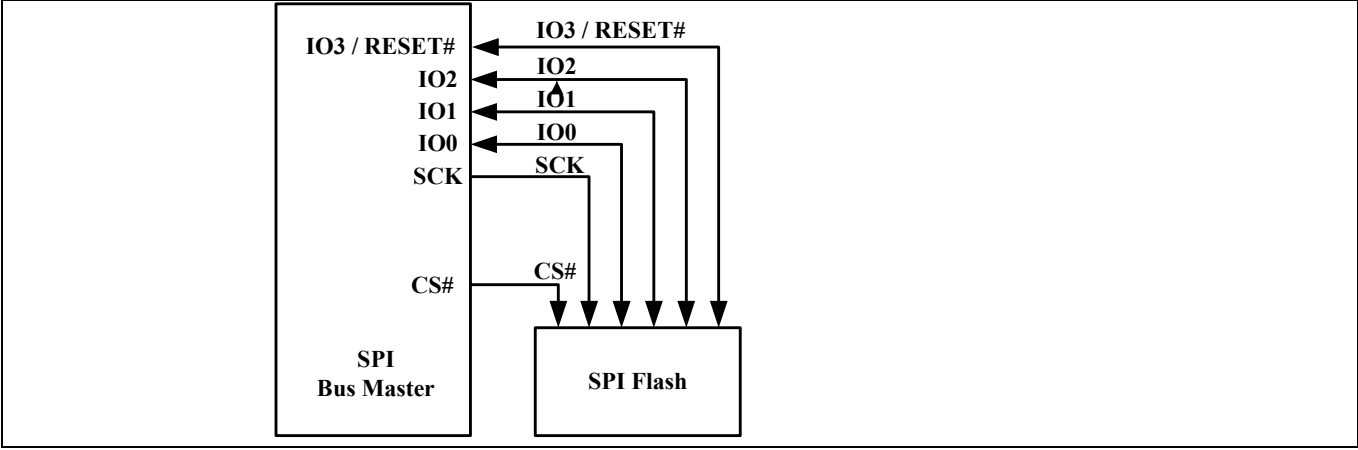 IO3 / RESET#
IO3 / RESET#
IO2
IO2
IO1
IO1
IO0
IO0
SCK
SCK
CS#
CS#
SPI
Bus Master
SPI Flash